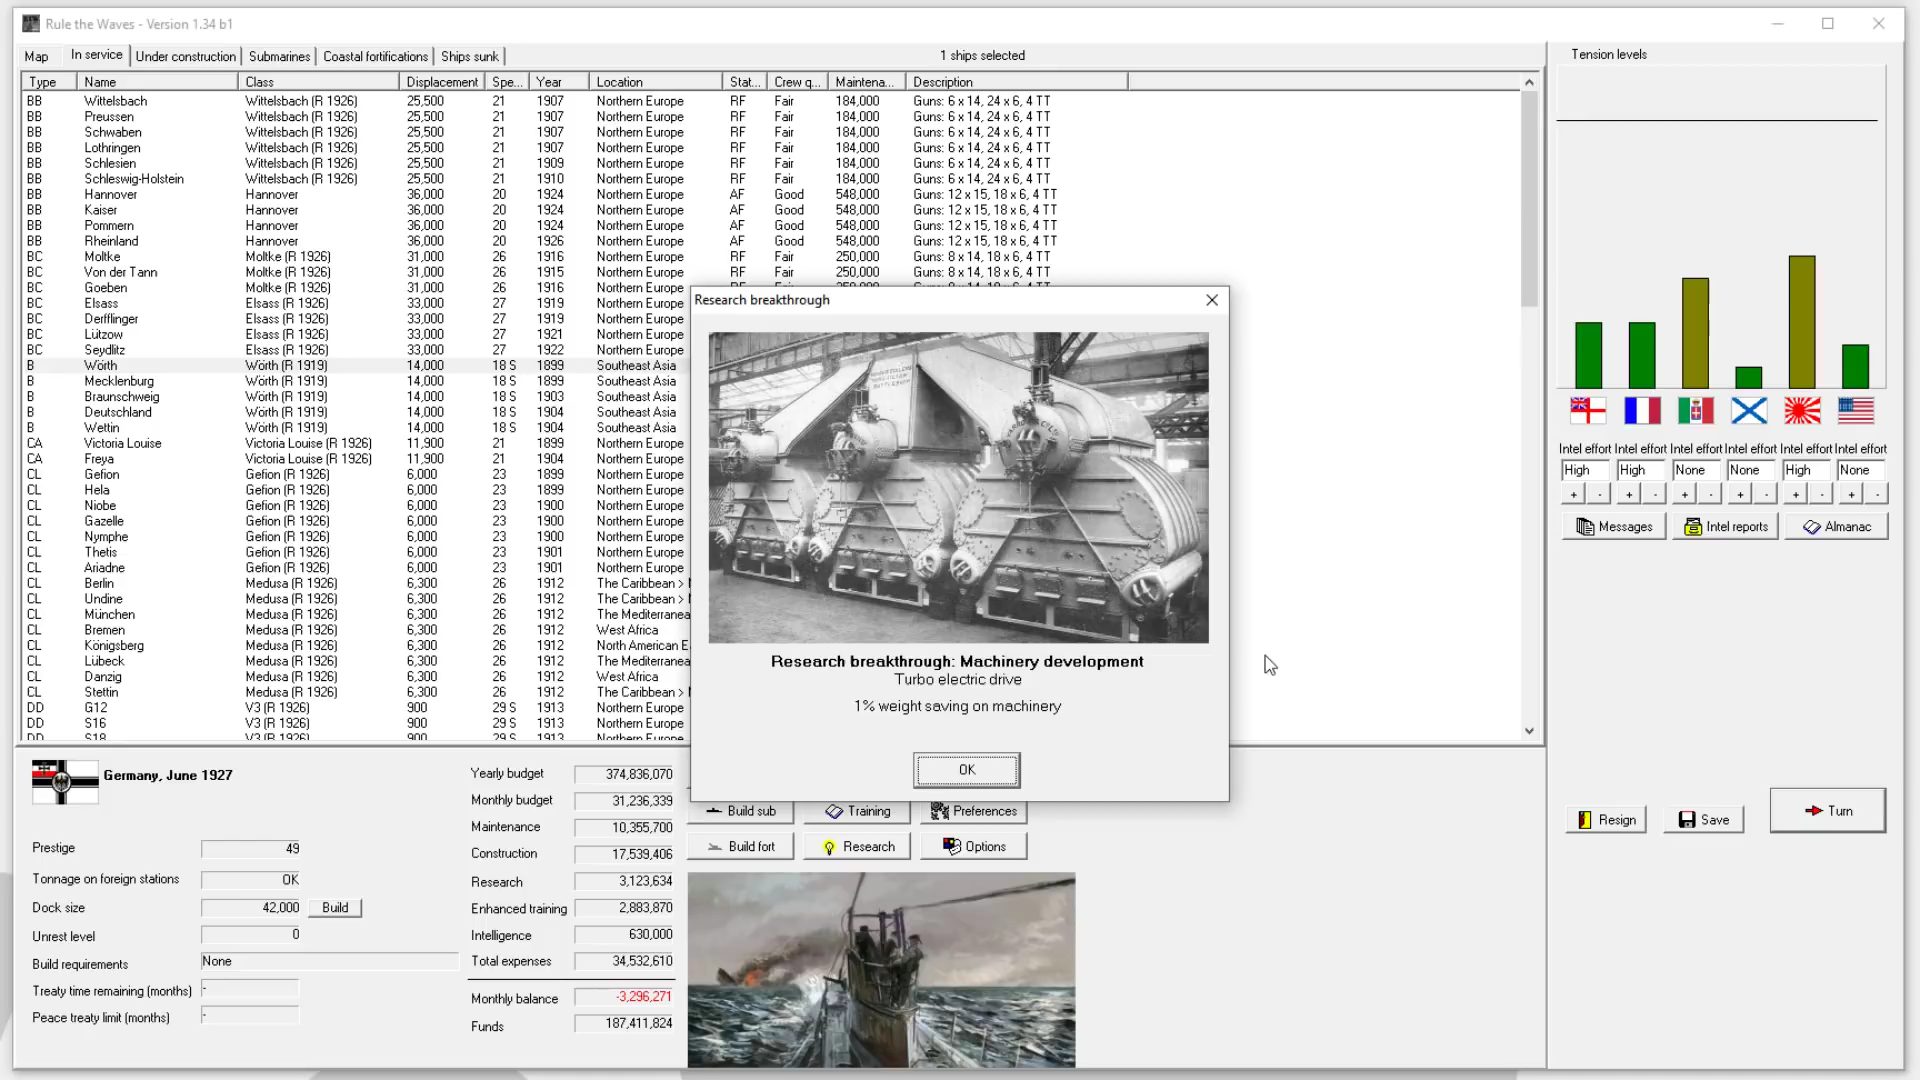 Rule the Waves - Version 1.34 b1
Map In service Under construction Submarines Coastal fortifications Ships sunk 1 ships selected
Type Name Class Displacement Spe... Year Location Stat... Crew q... Maintena... Description
BB Wittelsbach Wittelsbach (R 1926) 25,500 21 1907 Northern Europe RF Fair 184,000 Guns: 6 x 14, 24 x 6, 4 TT
BB Preussen Wittelsbach (R 1926) 25,500 21 1907 Northern Europe RF Fair 184,000 Guns: 6 x 14, 24 x 6, 4 TT
BB Schwaben Wittelsbach (R 1926) 25,500 21 1907 Northern Europe RF Fair 184,000 Guns: 6 x 14, 24 x 6, 4 TT
BB Lothringen Wittelsbach (R 1926) 25,500 21 1907 Northern Europe RF Fair 184,000 Guns: 6 x 14, 24 x 6, 4 TT
BB Schlesien Wittelsbach (R 1926) 25,500 21 1909 Northern Europe RF Fair 184,000 Guns: 6 x 14, 24 x 6, 4 TT
BB Schleswig-Holstein Wittelsbach (R 1926) 25,500 21 1910 Northern Europe RF Fair 184,000 Guns: 6 x 14, 24 x 6, 4 TT
BB Hannover Hannover 36,000 20 1924 Northern Europe AF Good 548,000 Guns: 12 x 15, 18 x 6, 4 TT
BB Kaiser Hannover 36,000 20 1924 Northern Europe AF Good 548,000 Guns: 12 x 15, 18 x 6, 4 TT
BB Pommern Hannover 36,000 20 1924 Northern Europe AF Good 548,000 Guns: 12 x 15, 18 x 6, 4 TT
BB Rheinland Hannover 36,000 20 1926 Northern Europe AF Good 548,000 Guns: 12 x 15, 18 x 6, 4 TT
BC Moltke Moltke (R 1926) 31,000 26 1916 Northern Europe RF Fair 250,000 Guns: 8 x 14, 18 x 6, 4 TT
BC Von der Tann Moltke (R 1926) 31,000 26 1915 Northern Europe RF Fair 250,000 Guns: 8 x 14, 18 x 6, 4 TT
BC Goeben Moltke (R 1926) 31,000 26 1916 Northern Europe
BC Elsass Elsass (R 1926) 33,000 27 1919 Northern Europe
BC Derfflinger Elsass (R 1926) 33,000 27 1919 Northern Europe
BC Lützow Elsass (R 1926) 33,000 27 1921 Northern Europe
BC Seydlitz Elsass (R 1926) 33,000 27 1922 Northern Europe
B Wörth Wörth (R 1919) 14,000 18 S 1899 Southeast Asia
B Mecklenburg Wörth (R 1919) 14,000 18 S 1899 Southeast Asia
B Braunschweig Wörth (R 1919) 14,000 18 S 1903 Southeast Asia
B Deutschland Wörth (R 1919) 14,000 18 S 1904 Southeast Asia
B Wettin Wörth (R 1919) 14,000 18 S 1904 Southeast Asia
CA Victoria Louise Victoria Louise (R 1926) 11,900 21 1899 Northern Europe
CA Freya Victoria Louise (R 1926) 11,900 21 1904 Northern Europe
CL Gefion Gefion (R 1926) 6,000 23 1899 Northern Europe
CL Hela Gefion (R 1926) 6,000 23 1899 Northern Europe
CL Niobe Gefion (R 1926) 6,000 23 1900 Northern Europe
CL Gazelle Gefion (R 1926) 6,000 23 1900 Northern Europe
CL Nymphe Gefion (R 1926) 6,000 23 1900 Northern Europe
CL Thetis Gefion (R 1926) 6,000 23 1901 Northern Europe
CL Ariadne Gefion (R 1926) 6,000 23 1901 Northern Europe
CL Berlin Medusa (R 1926) 6,300 26 1912 The Caribbean >
CL Undine Medusa (R 1926) 6,300 26 1912 The Caribbean >
CL München Medusa (R 1926) 6,300 26 1912 The Mediterranea
CL Bremen Medusa (R 1926) 6,300 26 1912 West Africa
CL Königsberg Medusa (R 1926) 6,300 26 1912 North American E
CL Lübeck Medusa (R 1926) 6,300 26 1912 The Mediterranea
CL Danzig Medusa (R 1926) 6,300 26 1912 West Africa
CL Stettin Medusa (R 1926) 6,300 26 1912 The Caribbean >
DD G12 V3 (R 1926) 900 29 S 1913 Northern Europe
DD S16 V3 (R 1926) 900 29 S 1913 Northern Europe
DD S18 V3 (R 1926) 900 29 S 1913 Northern Europe
Research breakthrough
Research breakthrough: Machinery development
Turbo electric drive
1% weight saving on machinery
OK
Tension levels
Intel effort Intel effort Intel effort Intel effort Intel effort Intel effort
High High None None High None
+ - + - + - + - + - + -
Messages Intel reports Almanac
Resign Save Turn
Germany, June 1927
Prestige 49
Tonnage on foreign stations OK
Dock size 42,000 Build
Unrest level 0
Build requirements None
Treaty time remaining (months) -
Peace treaty limit (months) -
Yearly budget 374,836,070
Monthly budget 31,236,339
Maintenance 10,355,700
Construction 17,539,406
Research 3,123,634
Enhanced training 2,883,870
Intelligence 630,000
Total expenses 34,532,610
Monthly balance -3,296,271
Funds 187,411,824
Build sub Training Preferences
Build fort Research Options